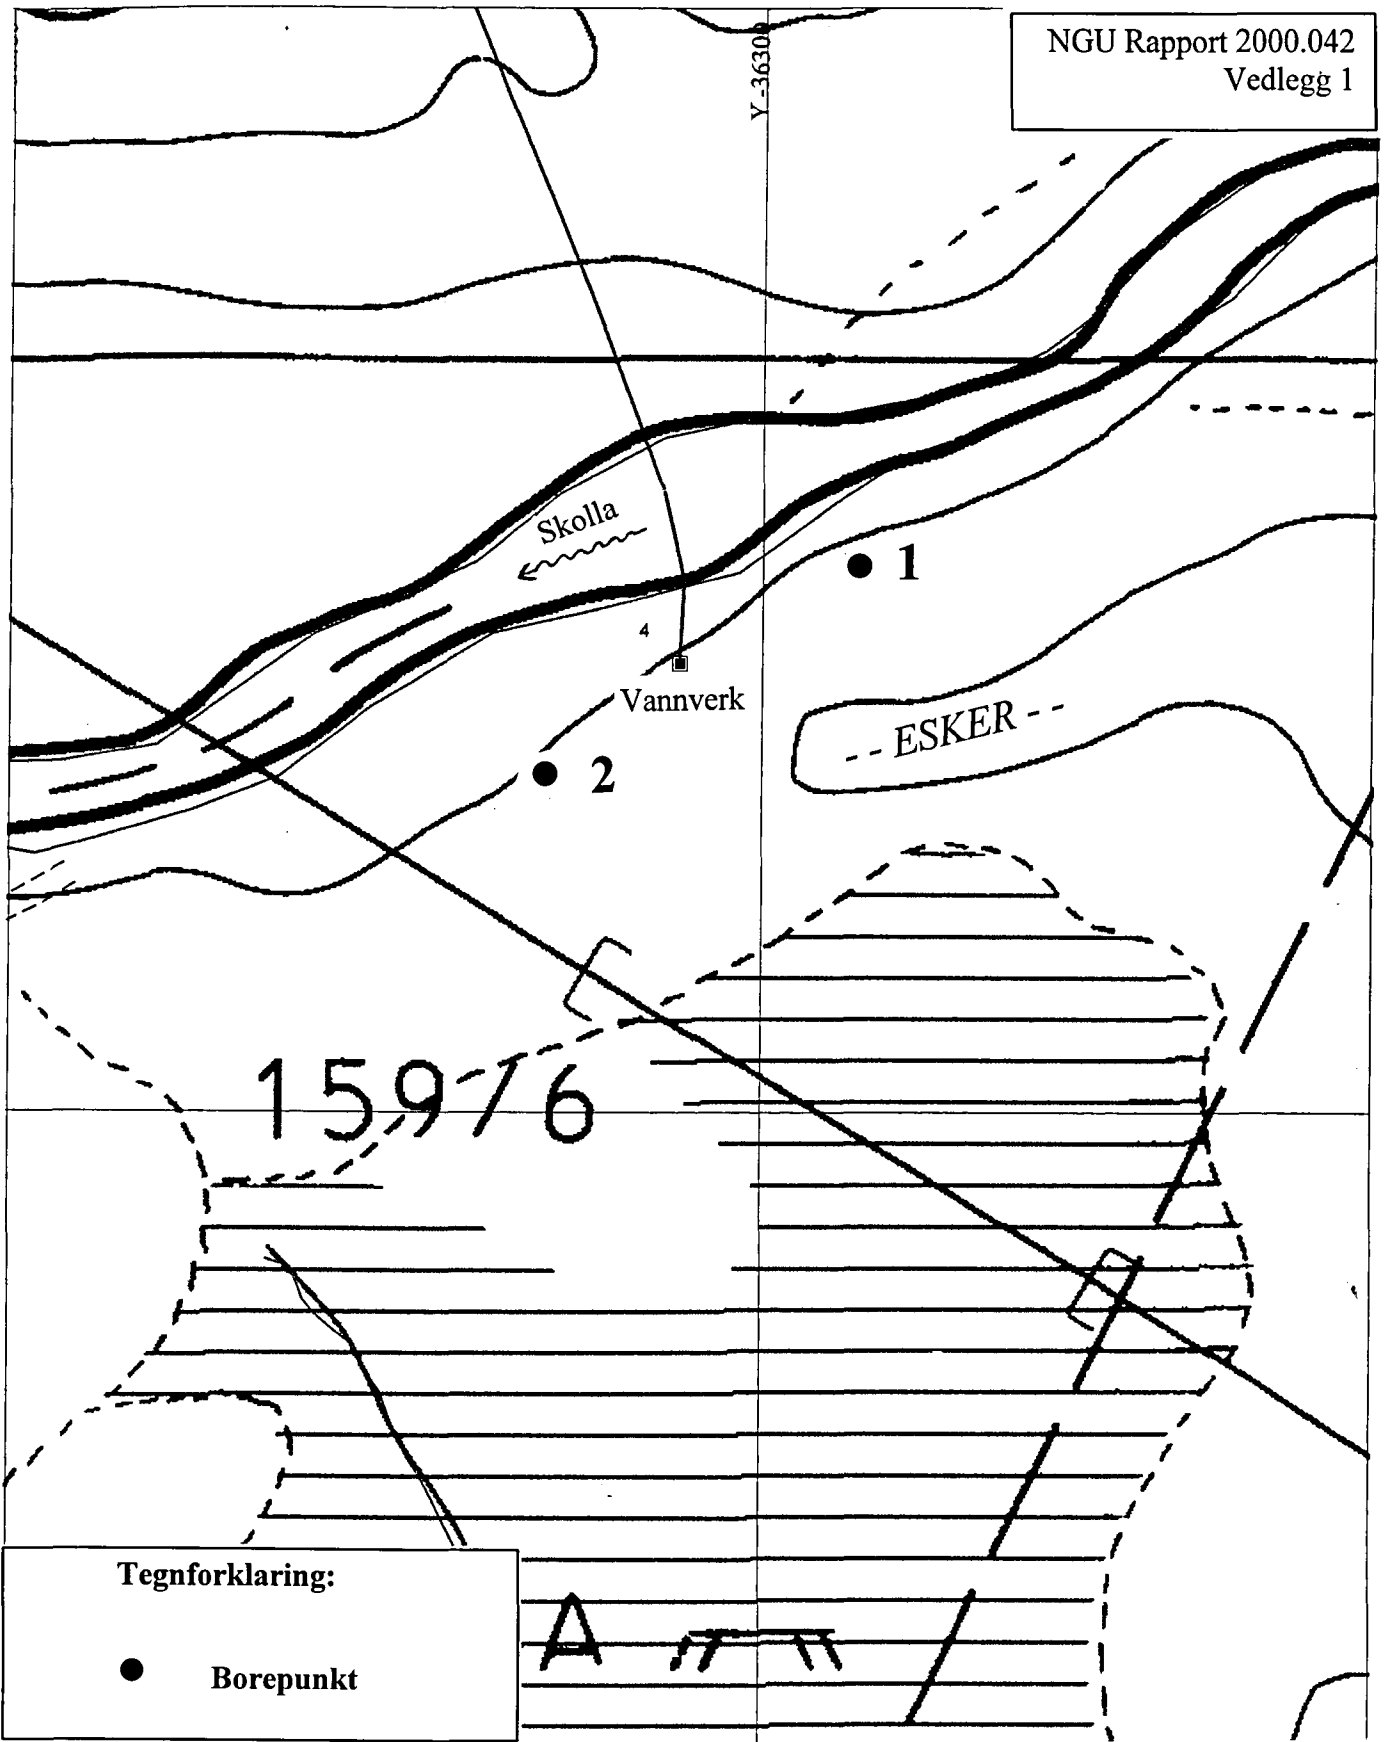 NGU Rapport 2000.042
Vedlegg 1
Y -36300
Skolla
1
4
Vannverk
-- ESKER --
2
15976
Tegnforklaring:
Borepunkt
A